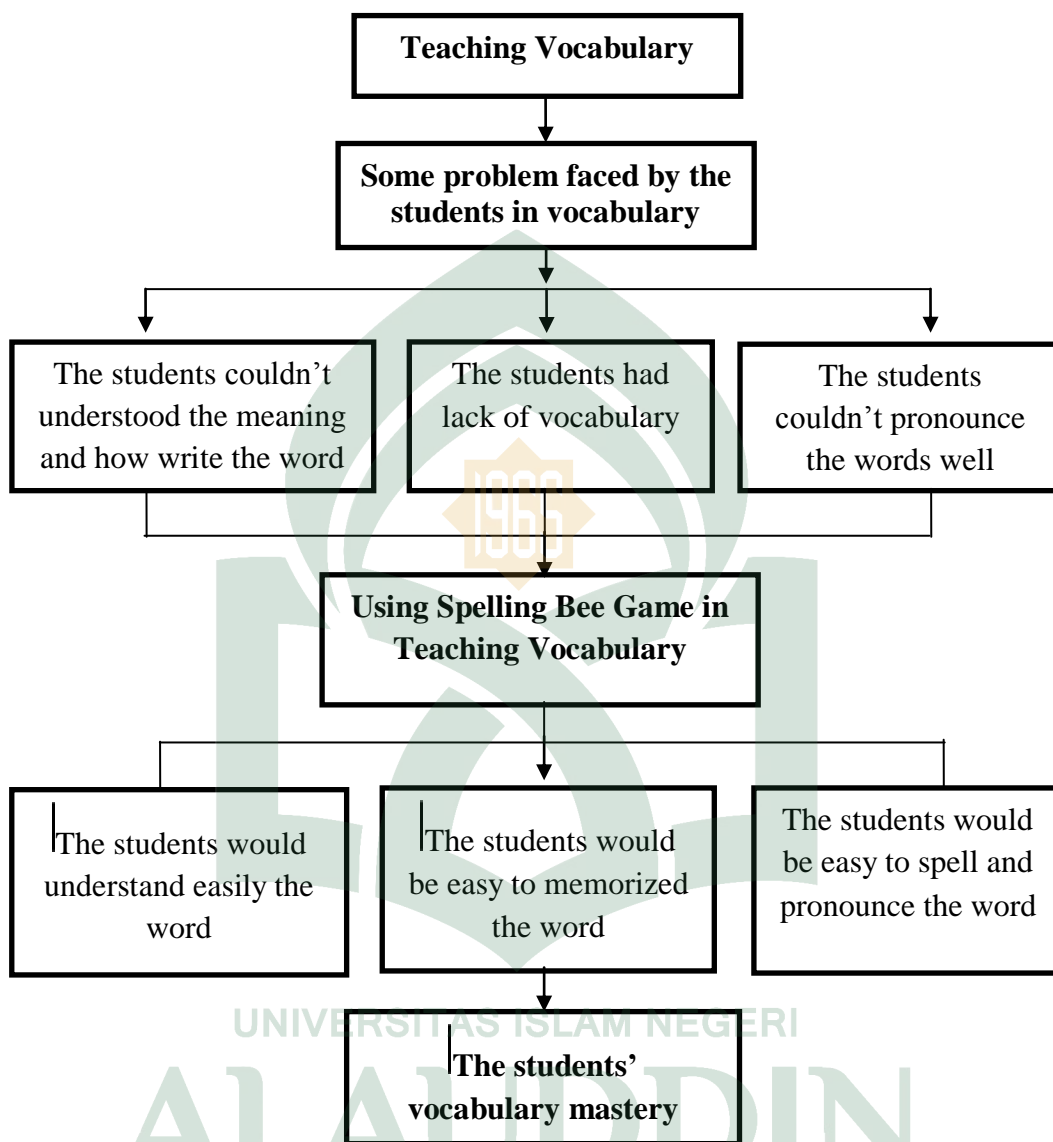 Teaching Vocabulary
Some problem faced by the
students in vocabulary
The students couldn’t
understood the meaning
and how write the word
The students had
lack of vocabulary
The students
couldn’t pronounce
the words well
1965
Using Spelling Bee Game in
Teaching Vocabulary
The students would
understand easily the
word
The students would
be easy to memorized
the word
The students would
be easy to spell and
pronounce the word
UNIVERSITAS ISLAM NEGERI
The students’
vocabulary mastery
ALAUDDIN